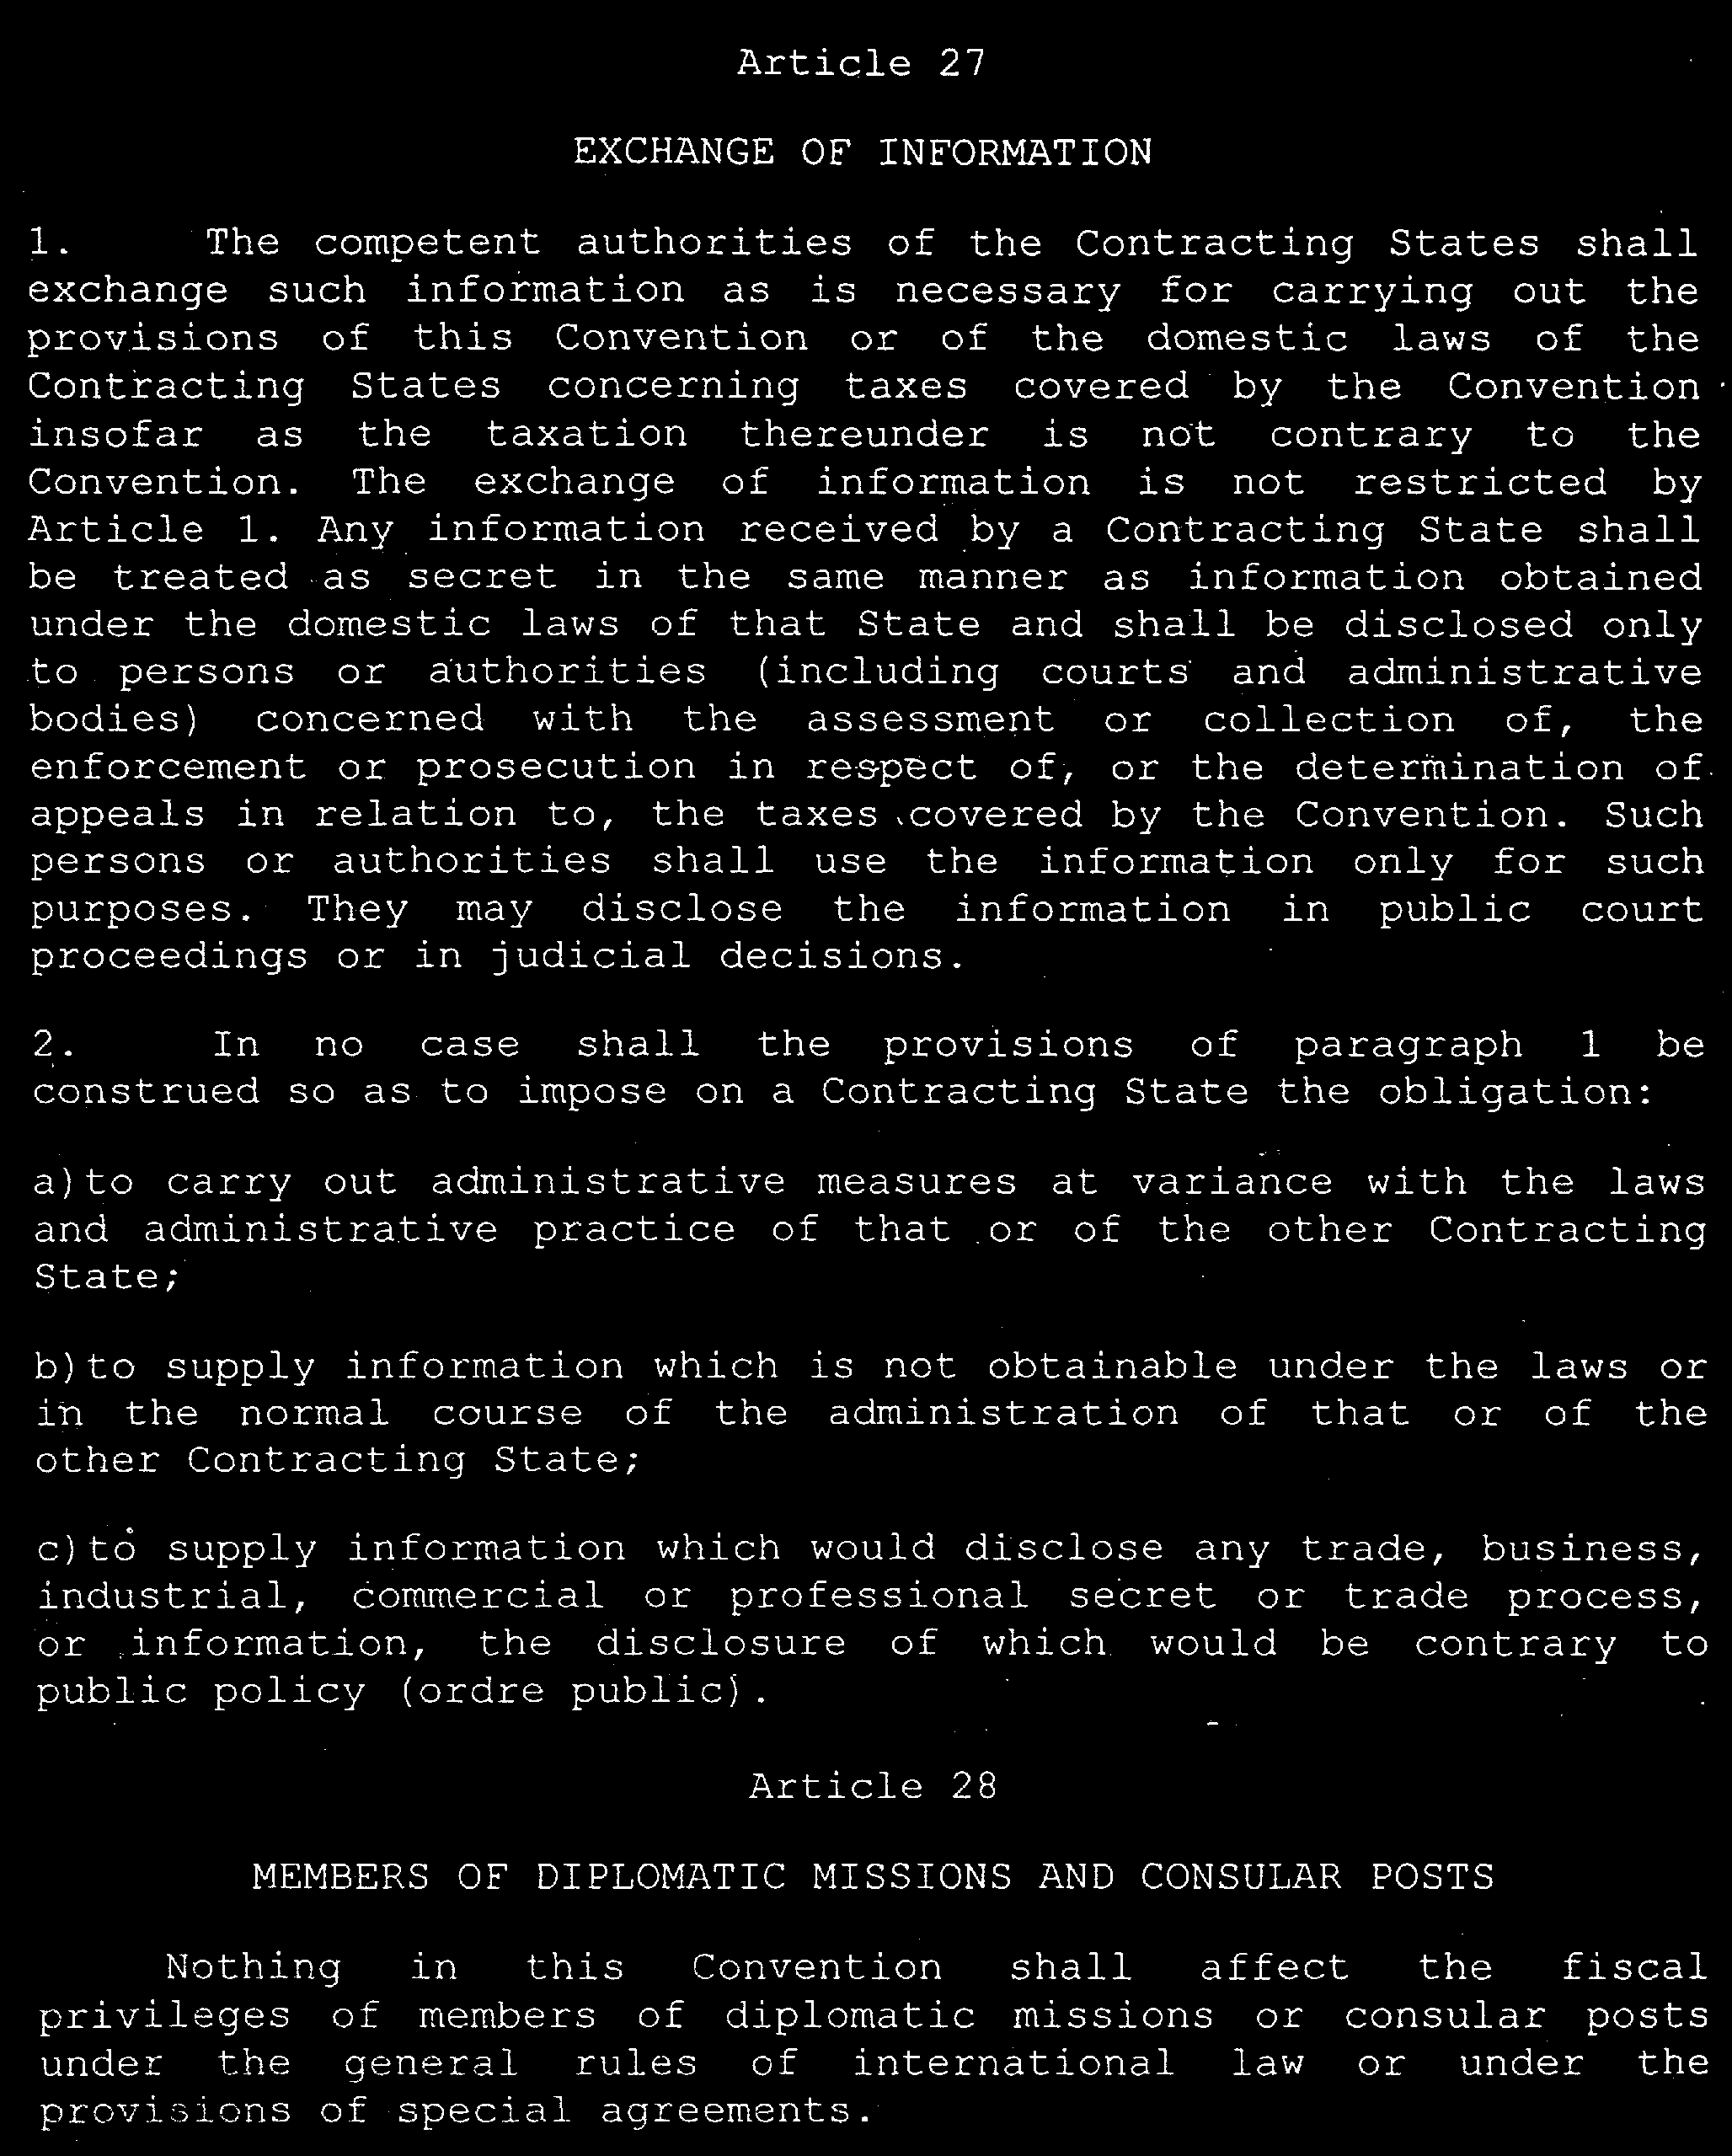 Article 27
EXCHANGE OF INFORMATION
1. The competent authorities of the Contracting States shall
exchange such information as is necessary for carrying out the
provisions of this Convention or of the domestic laws of the
Contracting States concerning taxes covered by the Convention
insofar as the taxation thereunder is not contrary to the
Convention. The exchange of information is not restricted by
Article 1. Any information received by a Contracting State shall
be treated as secret in the same manner as information obtained
under the domestic laws of that State and shall be disclosed only
to persons or authorities (including courts and administrative
bodies) concerned with the assessment or collection of, the
enforcement or prosecution in respect of, or the determination of
appeals in relation to, the taxes covered by the Convention. Such
persons or authorities shall use the information only for such
purposes. They may disclose the information in public court
proceedings or in judicial decisions.
2. In no case shall the provisions of paragraph 1 be
construed so as to impose on a Contracting State the obligation:
a)to carry out administrative measures at variance with the laws
and administrative practice of that or of the other Contracting
State;
b)to supply information which is not obtainable under the laws or
in the normal course of the administration of that or of the
other Contracting State;
c)to supply information which would disclose any trade, business,
industrial, commercial or professional secret or trade process,
or information, the disclosure of which would be contrary to
public policy (ordre public).
Article 28
MEMBERS OF DIPLOMATIC MISSIONS AND CONSULAR POSTS
Nothing in this Convention shall affect the fiscal
privileges of members of diplomatic missions or consular posts
under the general rules of international law or under the
provisions of special agreements.